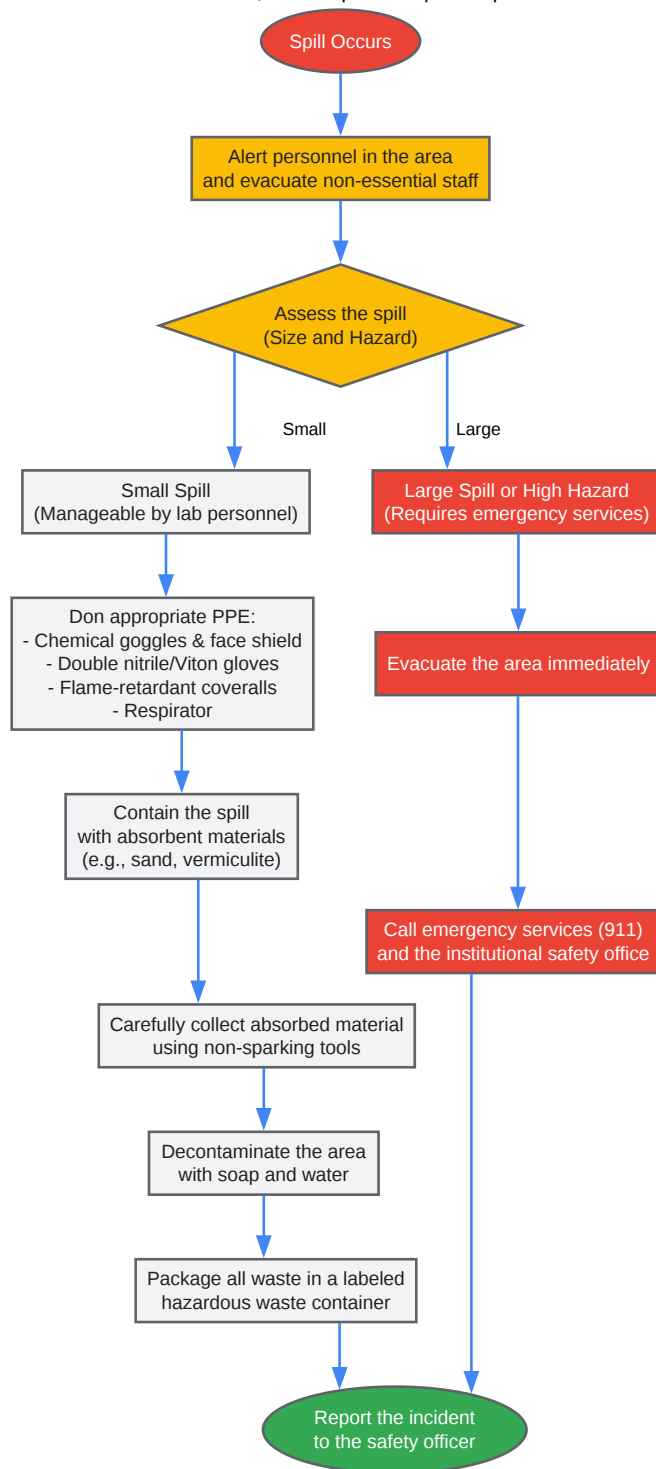 Spill Occurs
Alert personnel in the area
and evacuate non-essential staff
Assess the spill
(Size and Hazard)
Small
Large
Small Spill
(Manageable by lab personnel)
Large Spill or High Hazard
(Requires emergency services)
Don appropriate PPE:
- Chemical goggles & face shield
- Double nitrile/Viton gloves
- Flame-retardant coveralls
- Respirator
Evacuate the area immediately
Contain the spill
with absorbent materials
(e.g., sand, vermiculite)
Call emergency services (911)
and the institutional safety office
Carefully collect absorbed material
using non-sparking tools
Decontaminate the area
with soap and water
Package all waste in a labeled
hazardous waste container
Report the incident
to the safety officer